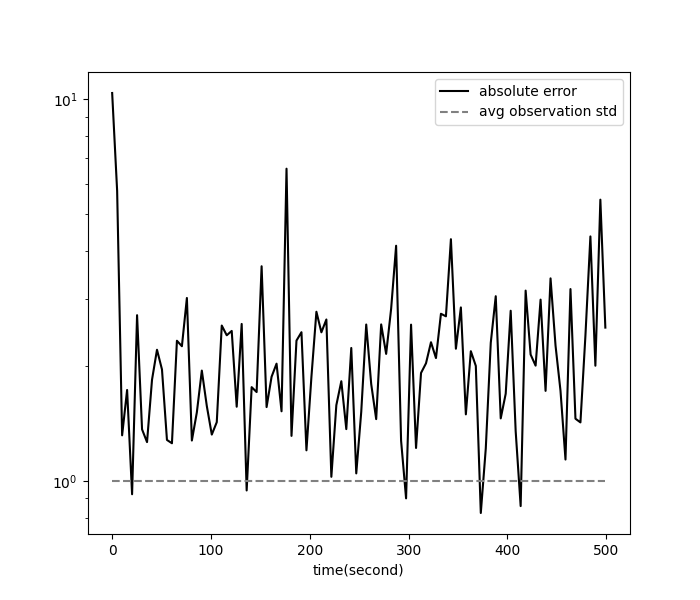 absolute error
avg observation std
10¹
10⁰
0 100 200 300 400 500
time(second)